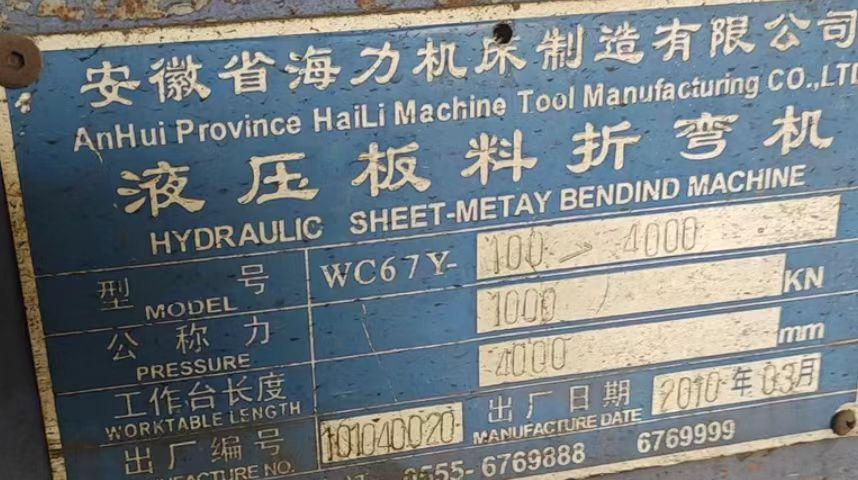 安徽省海力机床制造有限公司
AnHui Province HaiLi Machine Tool Manufacturing CO.,LT
液压板料折弯机
HYDRAULIC SHEET-METAY BENDIND MACHINE
型号 WC67Y- 100 4000
MODEL
公称力 1000 KN
PRESSURE
工作台长度 4000 mm
WORKTABLE LENGTH
出厂编号 101040020 出厂日期 2010年03月
MANUFACTURE DATE
FACTURE NO.
0555-6769888 6769999